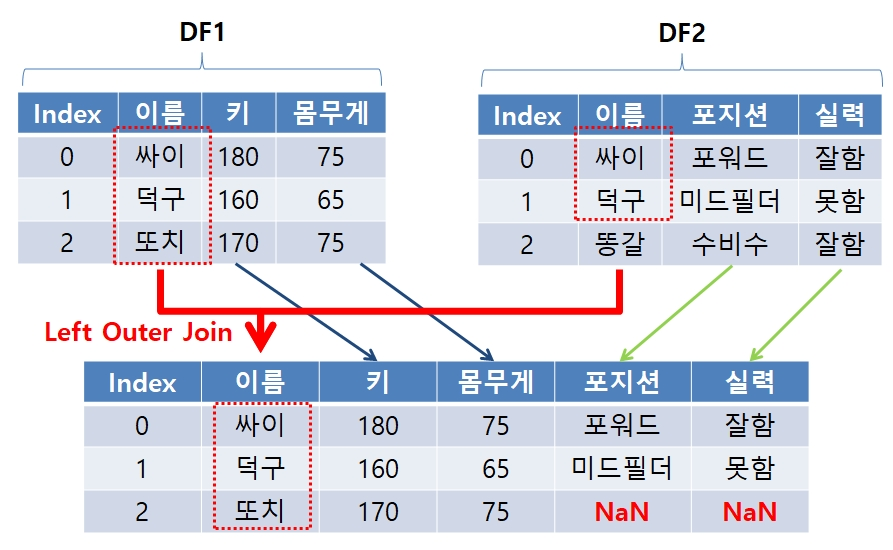 DF1
DF2
Index 이름 키 몸무게
0 싸이 180 75
1 덕구 160 65
2 또치 170 75
Index 이름 포지션 실력
0 싸이 포워드 잘함
1 덕구 미드필더 못함
2 똥갈 수비수 잘함
Left Outer Join
Index 이름 키 몸무게 포지션 실력
0 싸이 180 75 포워드 잘함
1 덕구 160 65 미드필더 못함
2 또치 170 75 NaN NaN